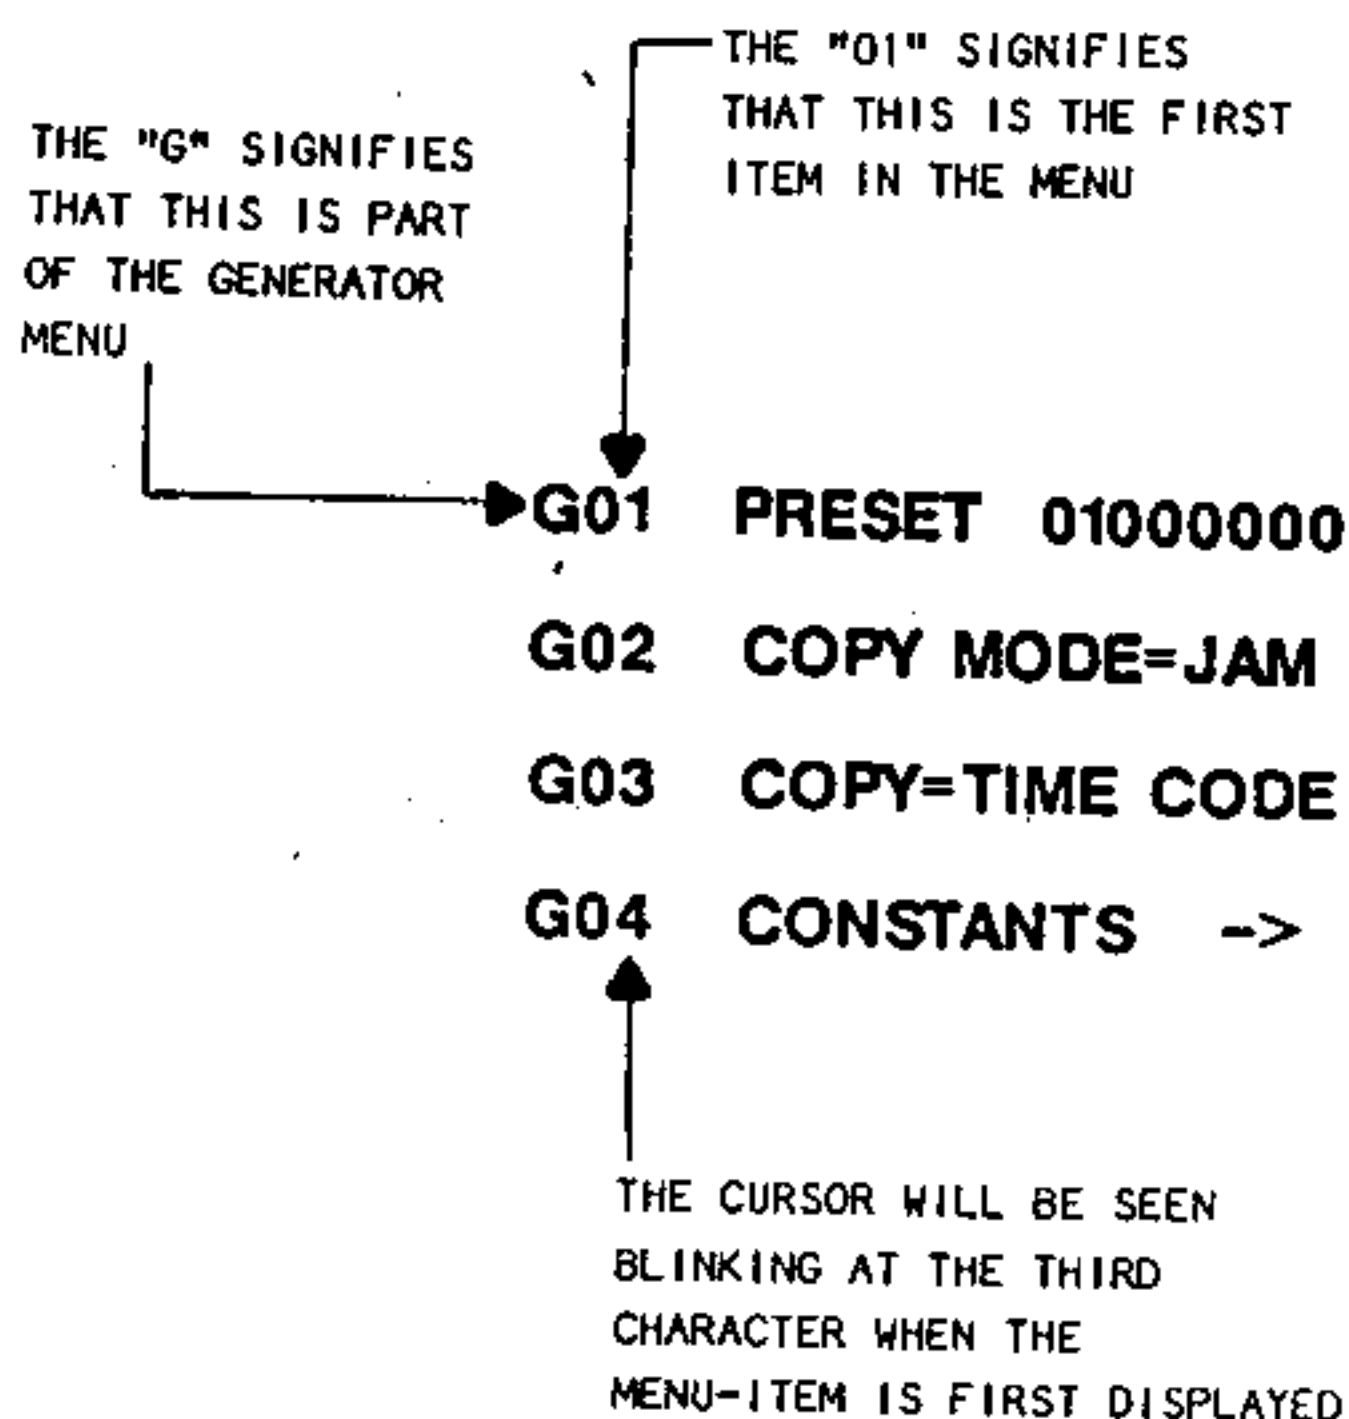 THE "01" SIGNIFIES
THAT THIS IS THE FIRST
ITEM IN THE MENU
THE "G" SIGNIFIES
THAT THIS IS PART
OF THE GENERATOR
MENU
G01 PRESET 01000000
G02 COPY MODE=JAM
G03 COPY=TIME CODE
G04 CONSTANTS ->
THE CURSOR WILL BE SEEN
BLINKING AT THE THIRD
CHARACTER WHEN THE
MENU-ITEM IS FIRST DISPLAYED